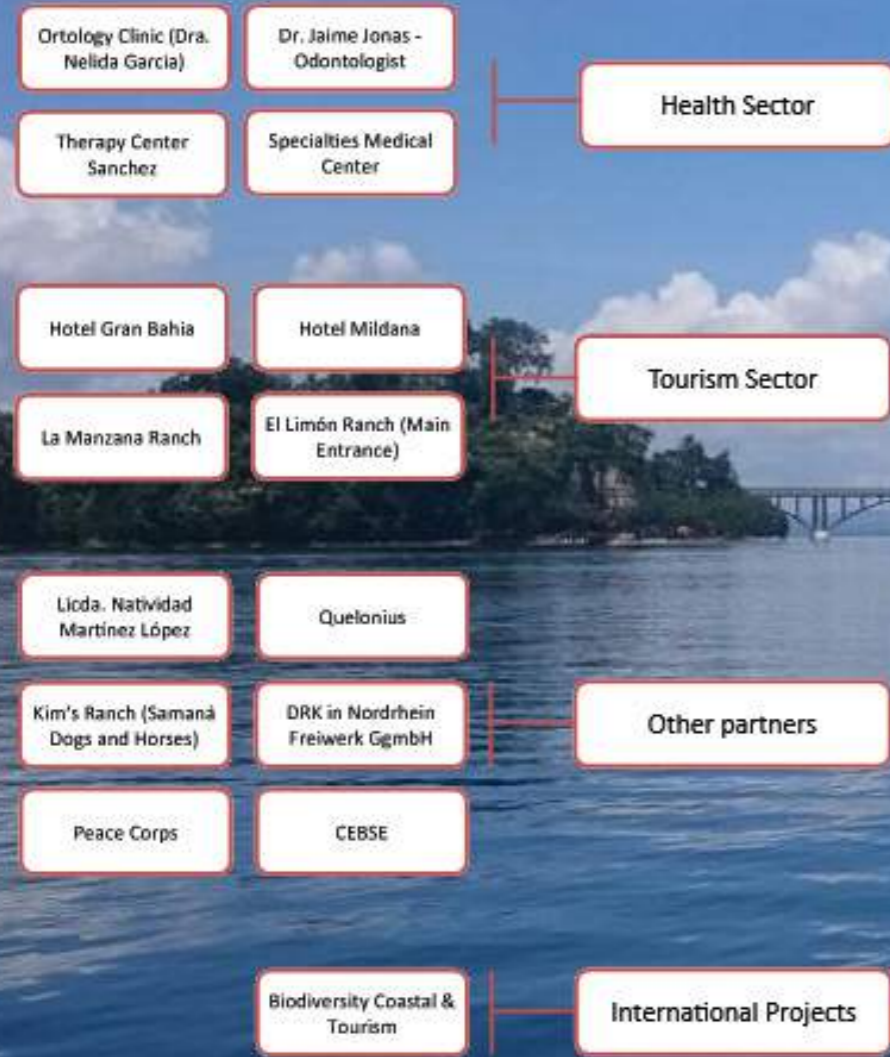 Ortology Clinic (Dra.
Nelida Garcia)
Dr. Jaime Jonas -
Odontologist
Health Sector
Therapy Center
Sanchez
Specialties Medical
Center
Hotel Gran Bahia
Hotel Mildana
Tourism Sector
La Manzana Ranch
El Limón Ranch (Main
Entrance)
Licda. Natividad
Martínez López
Quelonius
Kim's Ranch (Samaná
Dogs and Horses)
DRK in Nordrhein
Freiwerk GgmbH
Other partners
Peace Corps
CEBSE
Biodiversity Coastal &
Tourism
International Projects